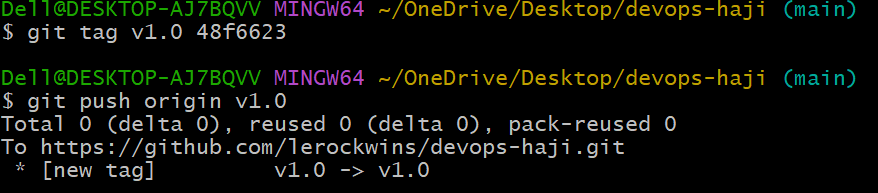 Dell@DESKTOP-AJ7BQVV MINGW64 ~/OneDrive/Desktop/devops-haji (main)
$ git tag v1.0 48f6623
Dell@DESKTOP-AJ7BQVV MINGW64 ~/OneDrive/Desktop/devops-haji (main)
$ git push origin v1.0
Total 0 (delta 0), reused 0 (delta 0), pack-reused 0
To https://github.com/lerockwins/devops-haji.git
 * [new tag]         v1.0 -> v1.0